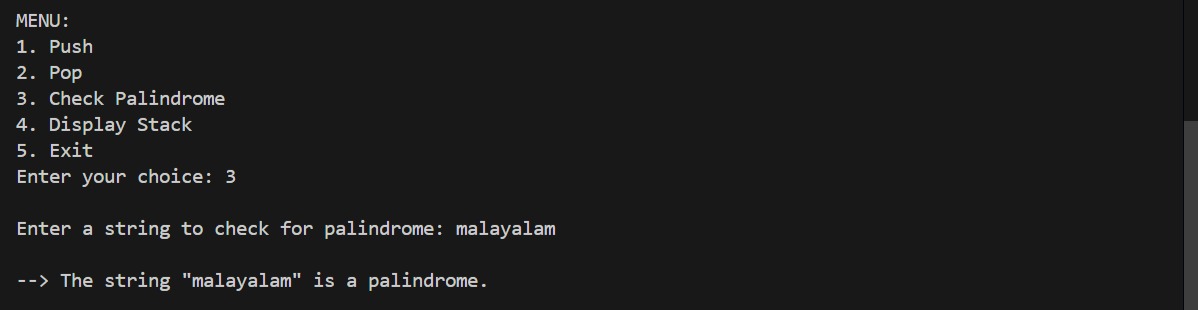 MENU:
1. Push
2. Pop
3. Check Palindrome
4. Display Stack
5. Exit
Enter your choice: 3
Enter a string to check for palindrome: malayalam
--> The string "malayalam" is a palindrome.